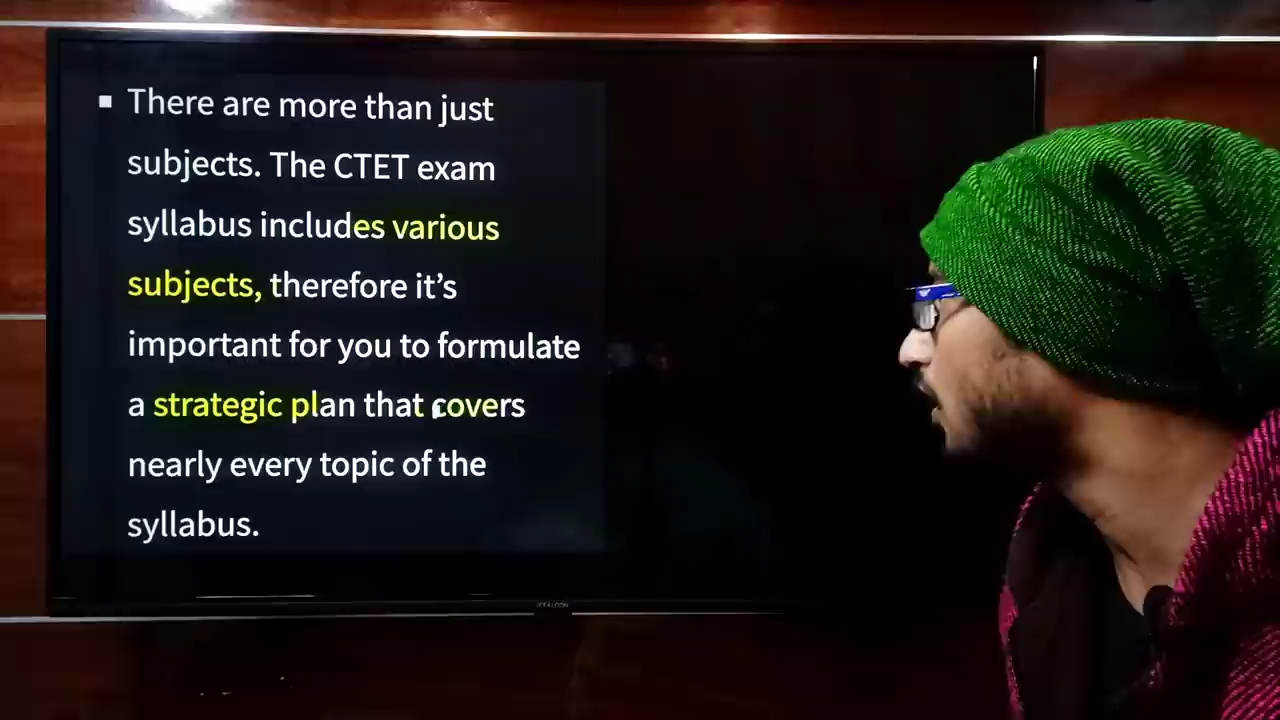 There are more than just
subjects. The CTET exam
syllabus includes various
subjects, therefore it's
important for you to formulate
a strategic plan that covers
nearly every topic of the
syllabus.
iFFALCON